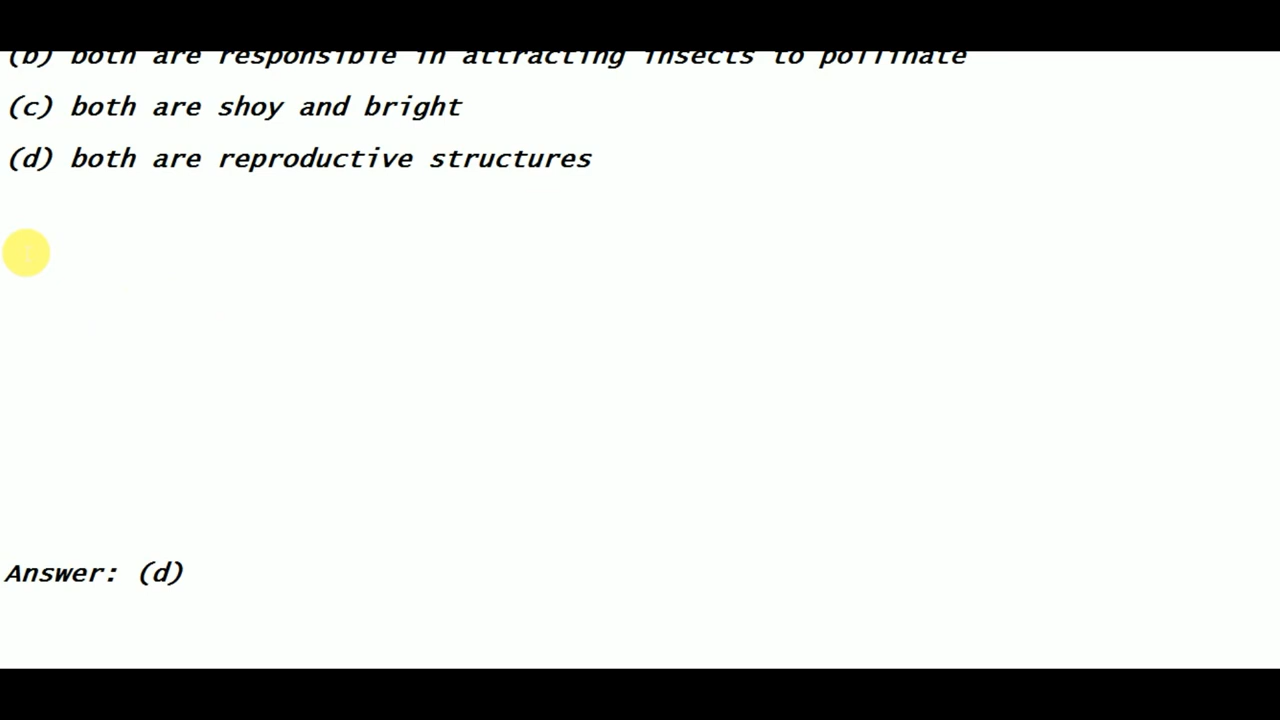 (b) both are responsible in attracting insects to pollinate
(c) both are shoy and bright
(d) both are reproductive structures
Answer: (d)